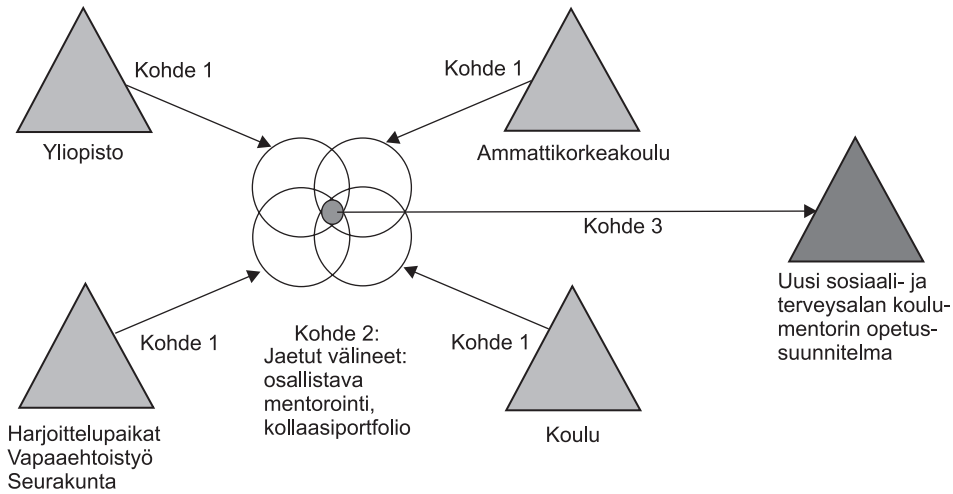 Kohde 1
Kohde 1
Yliopisto
Ammattikorkeakoulu
Kohde 3
Uusi sosiaali- ja
terveysalan koulu-
mentorin opetus-
suunnitelma
Kohde 1
Kohde 2:
Jaetut välineet:
osallistava
mentorointi,
kollaasiportfolio
Kohde 1
Harjoittelupaikat
Vapaaehtoistyö
Seurakunta
Koulu